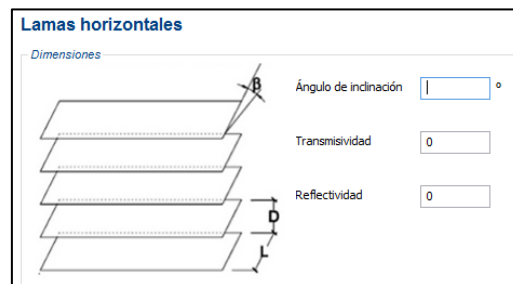 Lamas horizontales
Dimensiones
β
Ángulo de inclinación
º
Transmisividad
0
Reflectividad
0
D
L